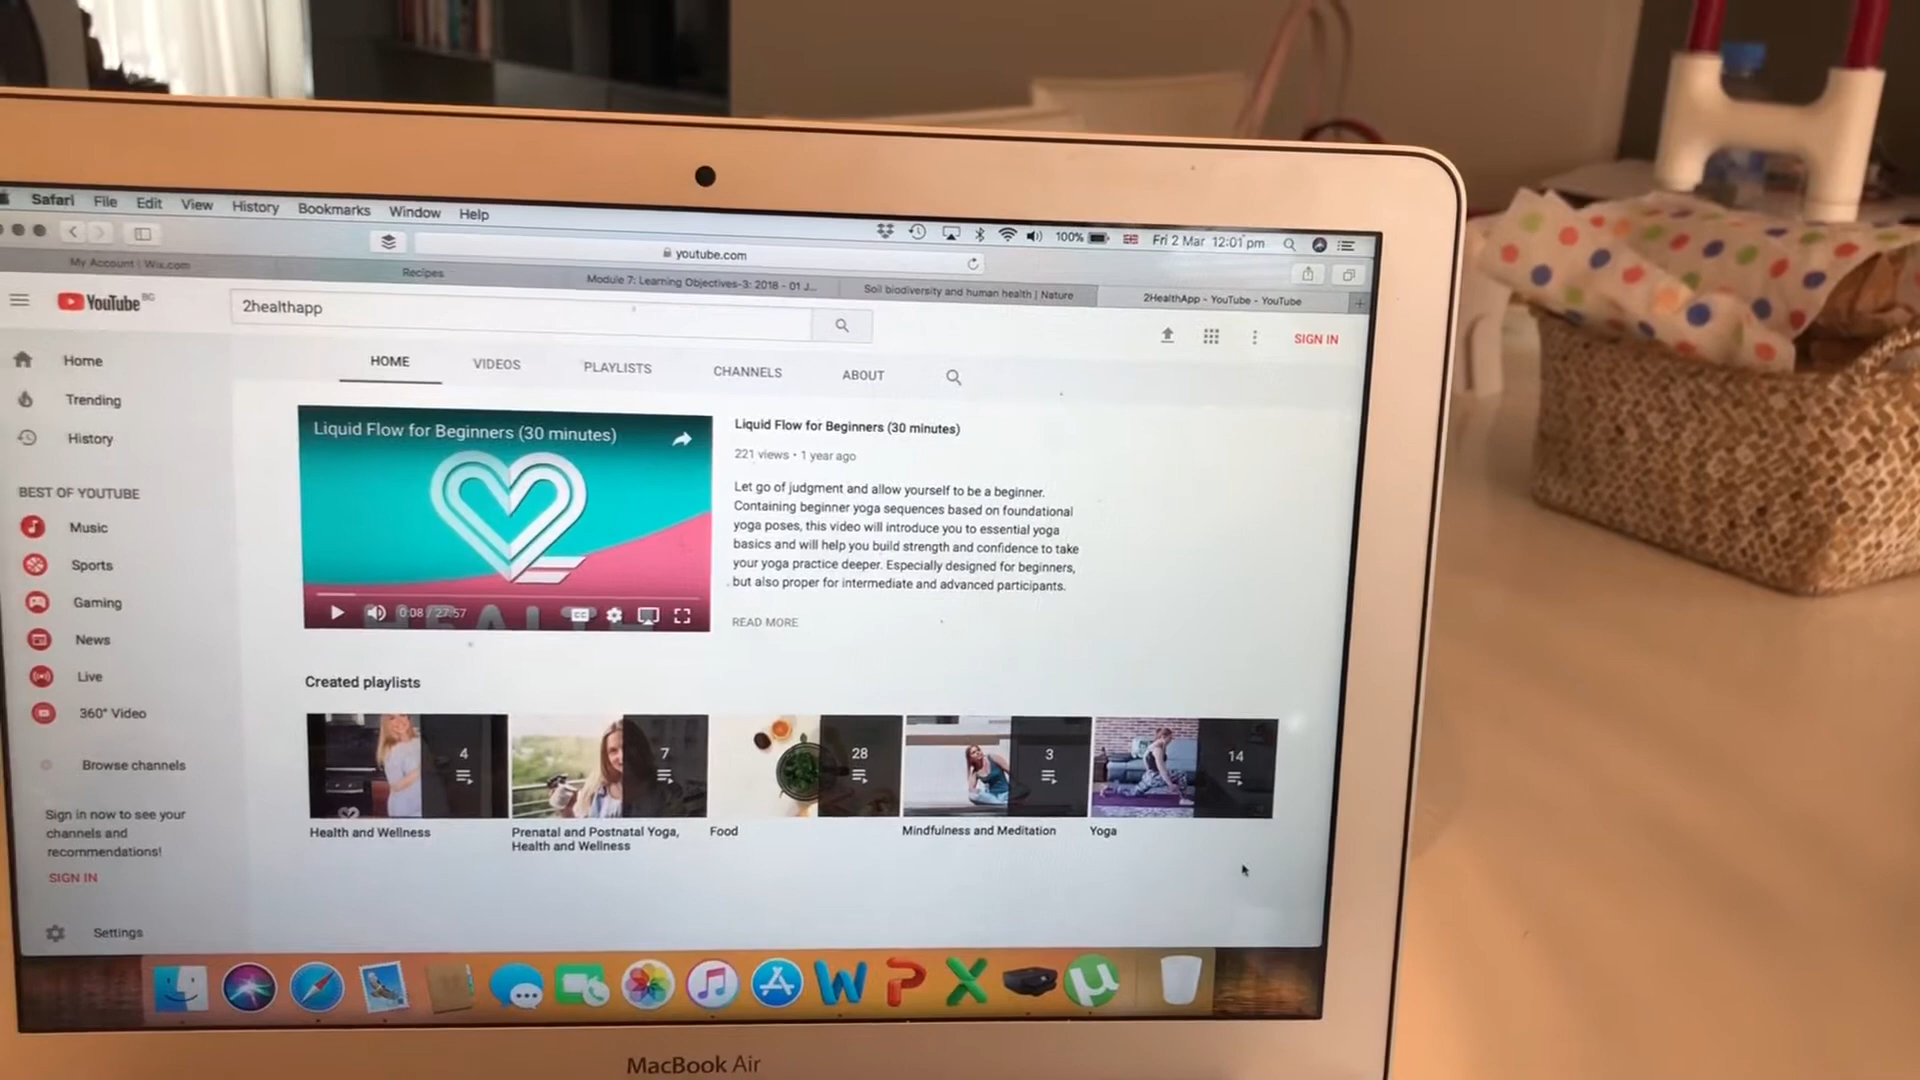 Safari File Edit View History Bookmarks Window Help
100% Fri 2 Mar 12:01 pm
youtube.com
My Account | Wix.com Recipes Module 7: Learning Objectives-3: 2018 - 01 J... Soil biodiversity and human health | Nature 2HealthApp - YouTube - YouTube
YouTube BG
2healthapp
SIGN IN
HOME VIDEOS PLAYLISTS CHANNELS ABOUT
Home
Trending
History
BEST OF YOUTUBE
Music
Sports
Gaming
News
Live
360° Video
Browse channels
Sign in now to see your
channels and
recommendations!
SIGN IN
Settings
Liquid Flow for Beginners (30 minutes)
0:08 / 27:57
CC
Liquid Flow for Beginners (30 minutes)
221 views • 1 year ago
Let go of judgment and allow yourself to be a beginner.
Containing beginner yoga sequences based on foundational
yoga poses, this video will introduce you to essential yoga
basics and will help you build strength and confidence to take
your yoga practice deeper. Especially designed for beginners,
but also proper for intermediate and advanced participants.
READ MORE
Created playlists
4
7
28
3
14
Health and Wellness
Prenatal and Postnatal Yoga,
Health and Wellness
Food
Mindfulness and Meditation
Yoga
MacBook Air